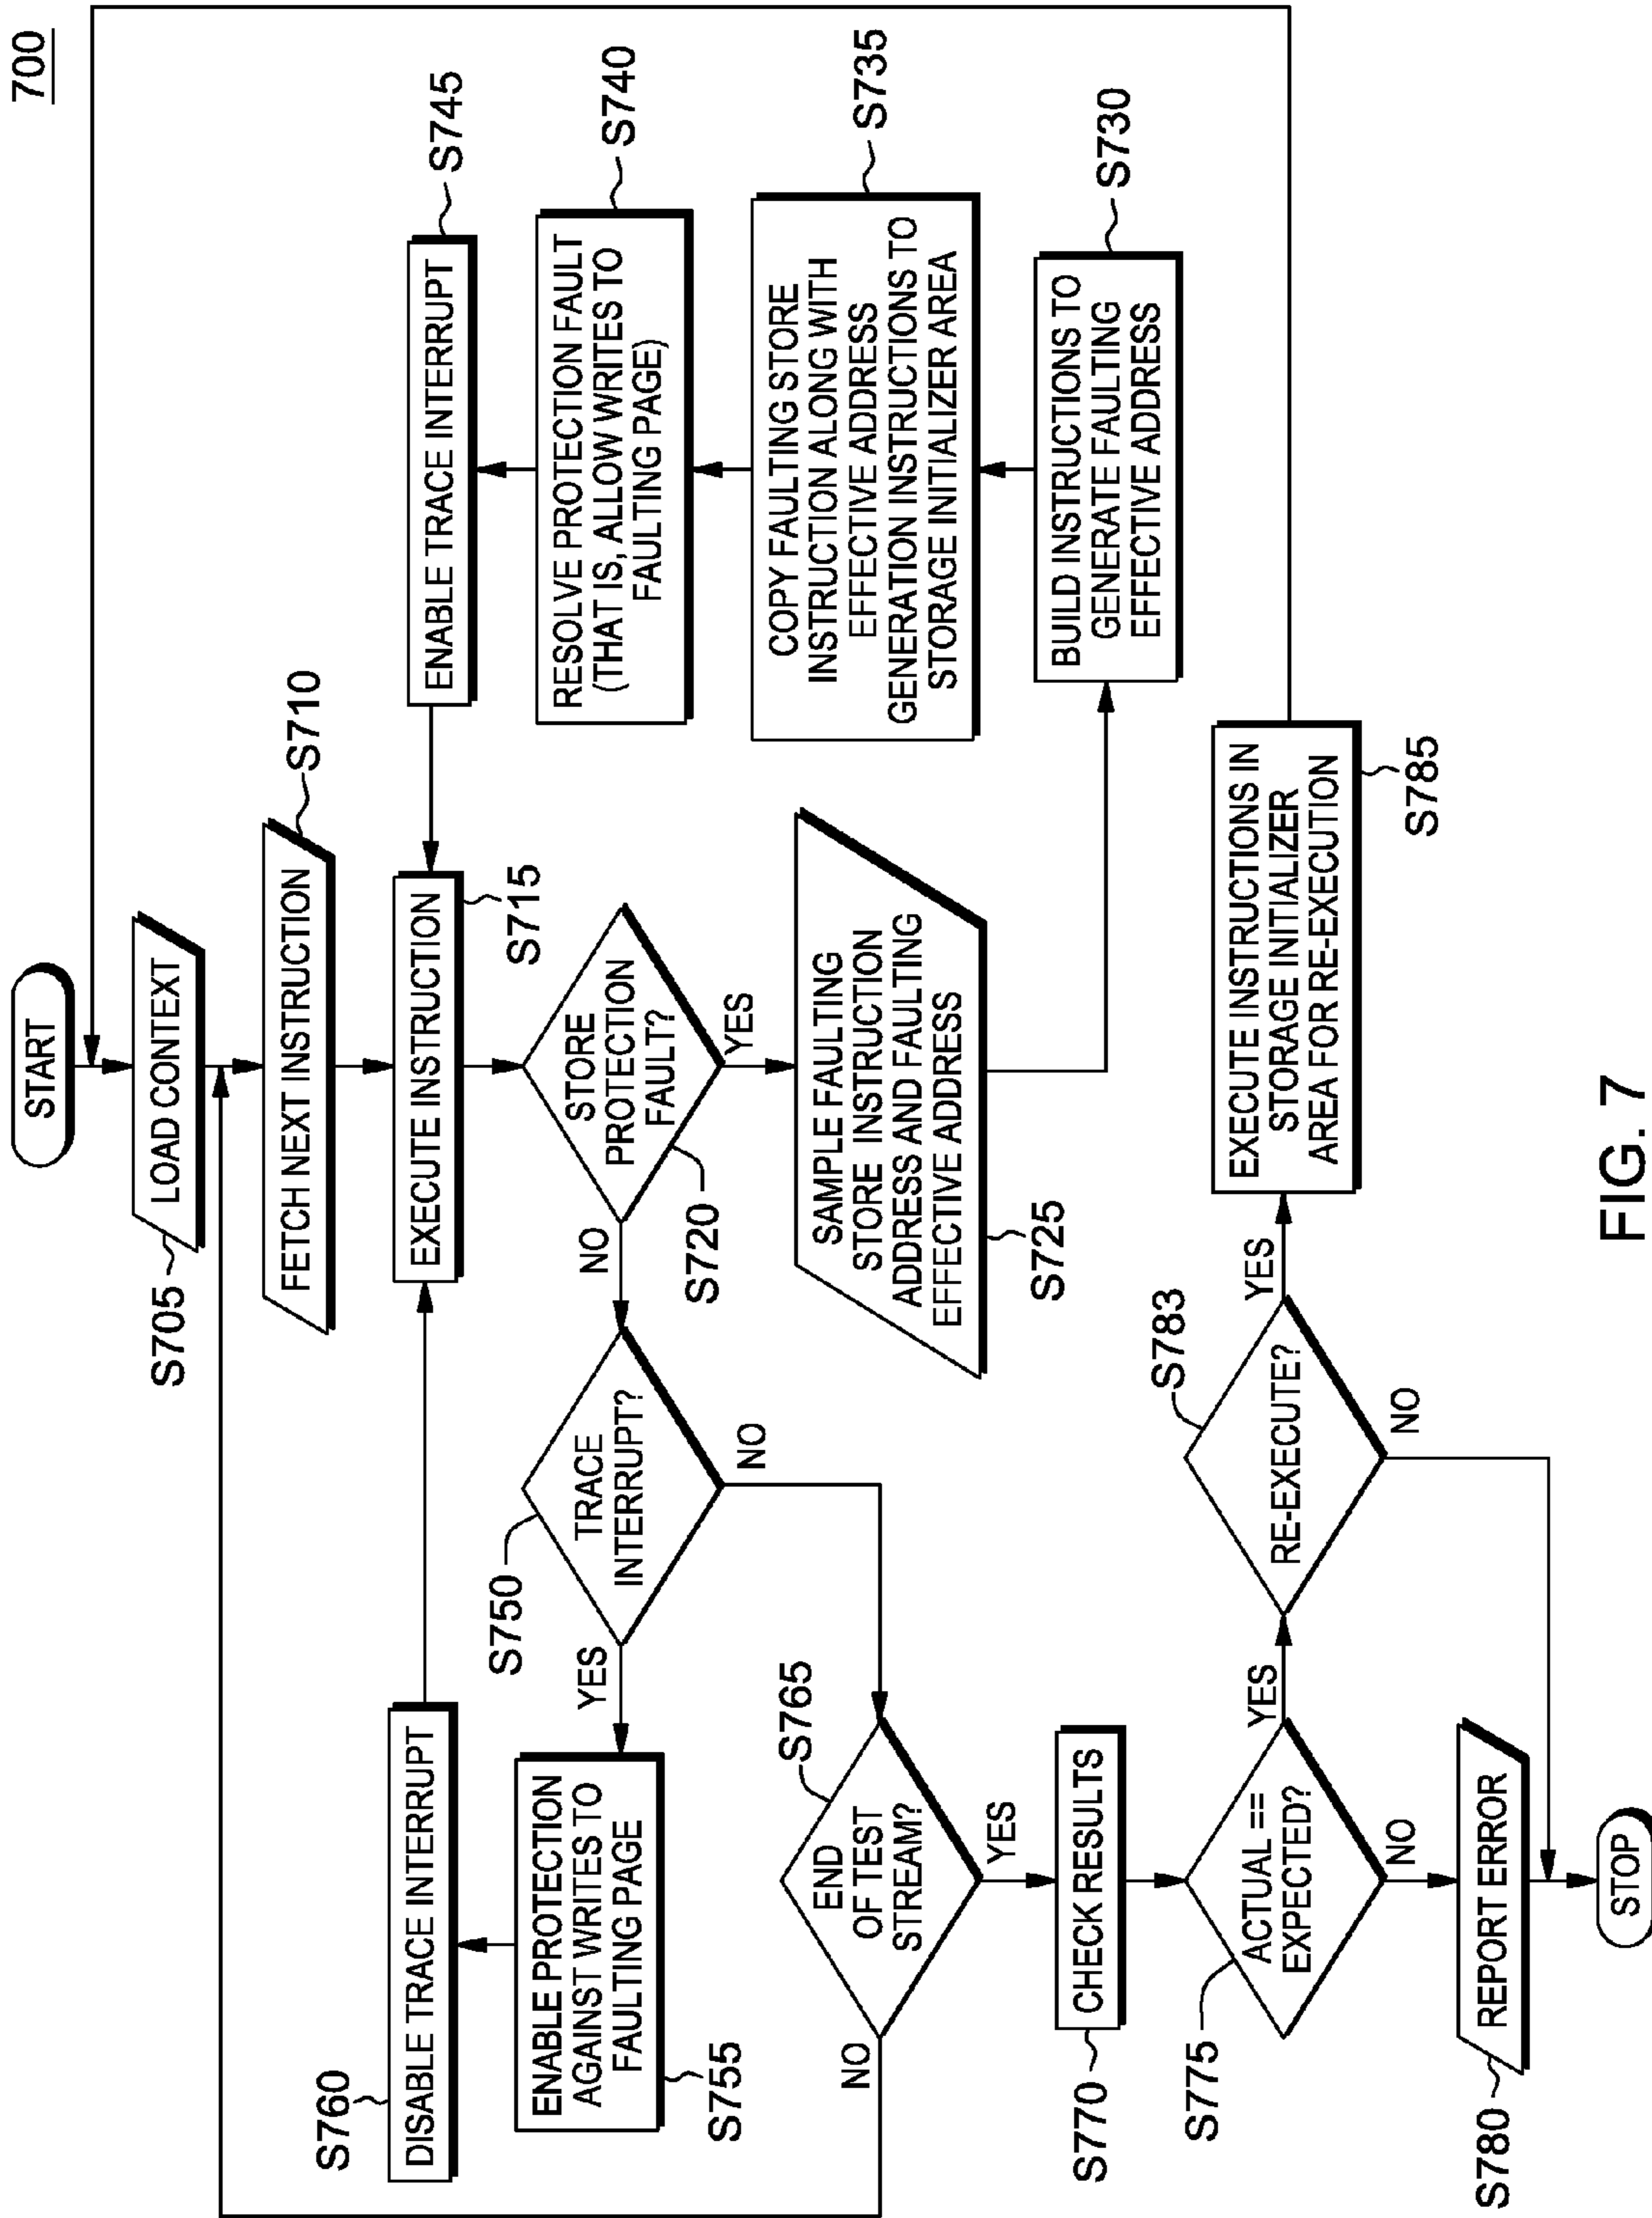 700
START
LOAD CONTEXT
S705
FETCH NEXT INSTRUCTION
S710
EXECUTE INSTRUCTION
S715
STORE
PROTECTION
FAULT?
S720
NO
YES
SAMPLE FAULTING
STORE INSTRUCTION
ADDRESS AND FAULTING
EFFECTIVE ADDRESS
S725
BUILD INSTRUCTIONS TO
GENERATE FAULTING
EFFECTIVE ADDRESS
S730
COPY FAULTING STORE
INSTRUCTION ALONG WITH
EFFECTIVE ADDRESS
GENERATION INSTRUCTIONS TO
STORAGE INITIALIZER AREA
S735
RESOLVE PROTECTION FAULT
(THAT IS, ALLOW WRITES TO
FAULTING PAGE)
S740
ENABLE TRACE INTERRUPT
S745
TRACE
INTERRUPT?
S750
YES
NO
ENABLE PROTECTION
AGAINST WRITES TO
FAULTING PAGE
S755
DISABLE TRACE INTERRUPT
S760
END
OF TEST
STREAM?
S765
NO
YES
CHECK RESULTS
S770
ACTUAL ==
EXPECTED?
S775
YES
NO
REPORT ERROR
S780
RE-EXECUTE?
S783
YES
NO
EXECUTE INSTRUCTIONS IN
STORAGE INITIALIZER
AREA FOR RE-EXECUTION
S785
STOP
FIG. 7